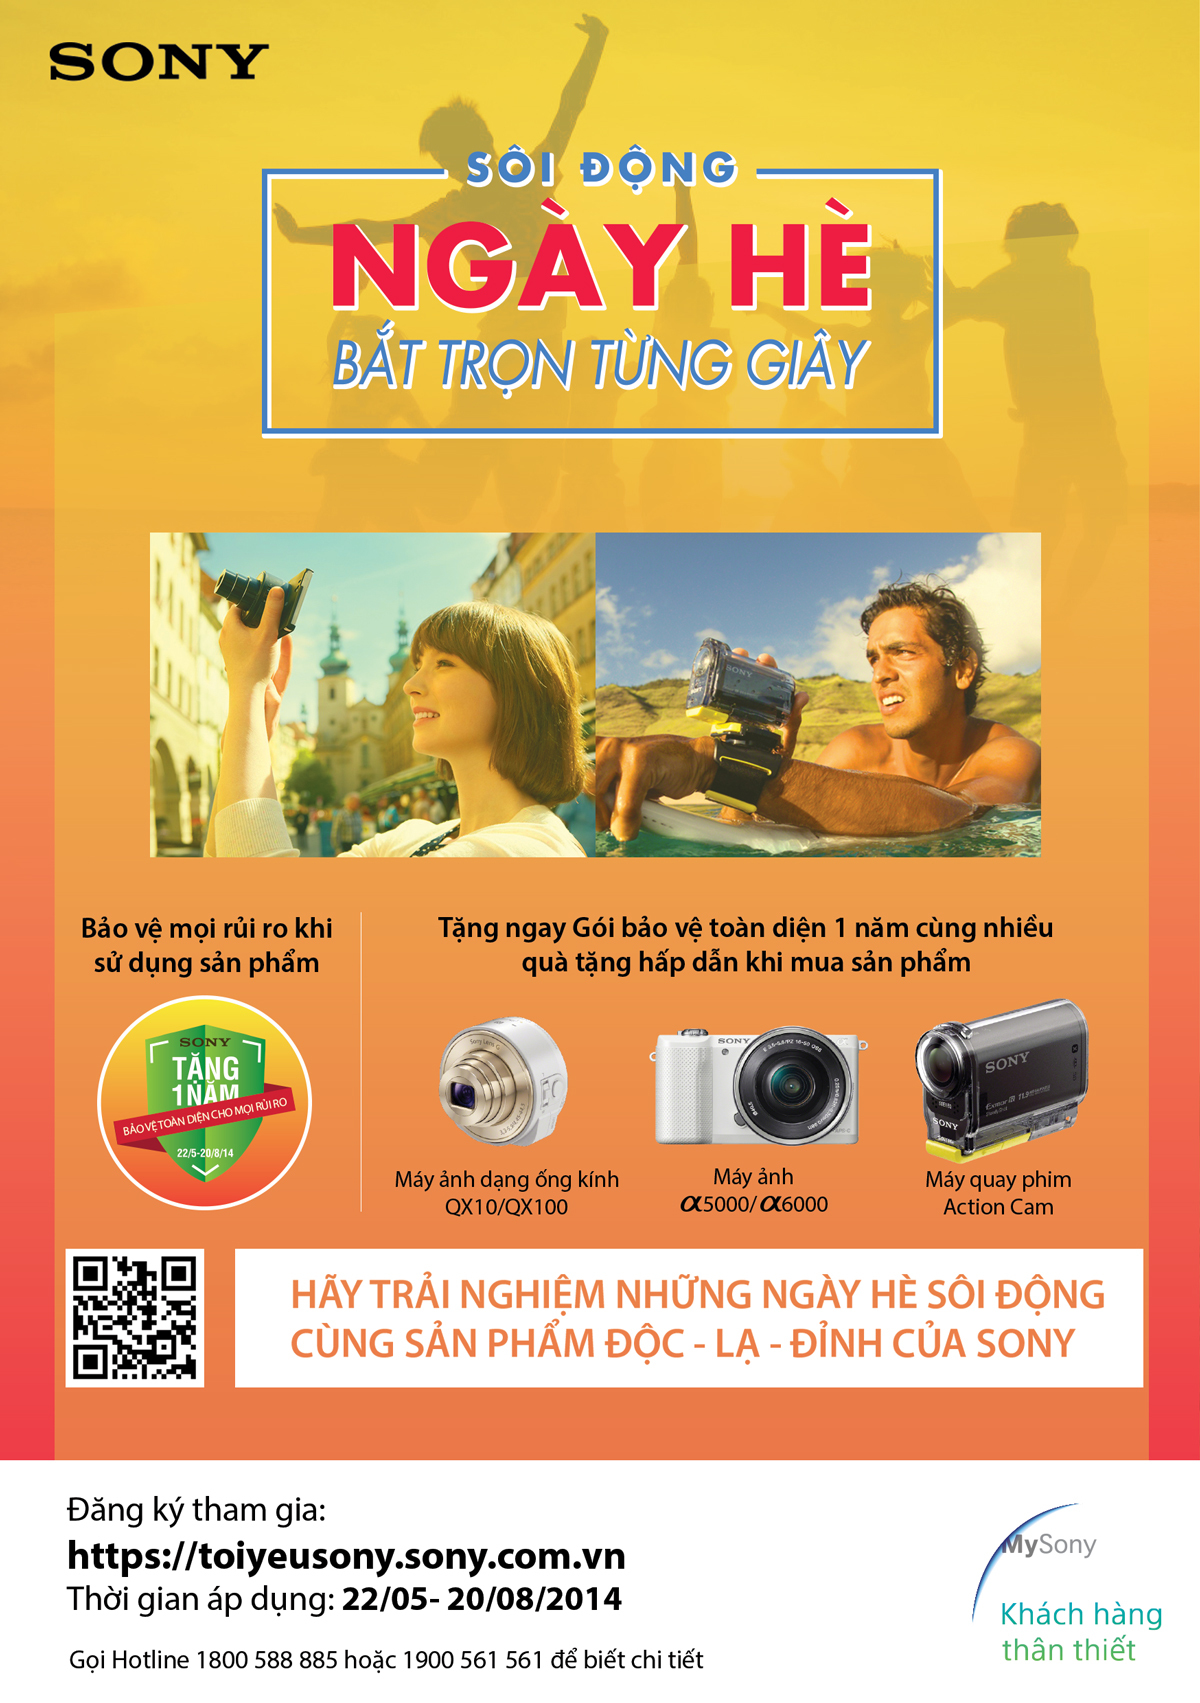 SONY
SÔI ĐỘNG
NGÀY HÈ
BẮT TRỌN TỪNG GIÂY
SONY
Bảo vệ mọi rủi ro khi
sử dụng sản phẩm
Tặng ngay Gói bảo vệ toàn diện 1 năm cùng nhiều
quà tặng hấp dẫn khi mua sản phẩm
SONY
TẶNG
1 NĂM
BẢO VỆ TOÀN DIỆN CHO MỌI RỦI RO
22/5-20/8/14
Sony Lens G
SONY
SONY
SONY
Máy ảnh dạng ống kính
QX10/QX100
Máy ảnh
α5000/α6000
Máy quay phim
Action Cam
HÃY TRẢI NGHIỆM NHỮNG NGÀY HÈ SÔI ĐỘNG
CÙNG SẢN PHẨM ĐỘC - LẠ - ĐỈNH CỦA SONY
Đăng ký tham gia:
https://toiyeusony.sony.com.vn
Thời gian áp dụng: 22/05- 20/08/2014
Gọi Hotline 1800 588 885 hoặc 1900 561 561 để biết chi tiết
MySony
Khách hàng
thân thiết